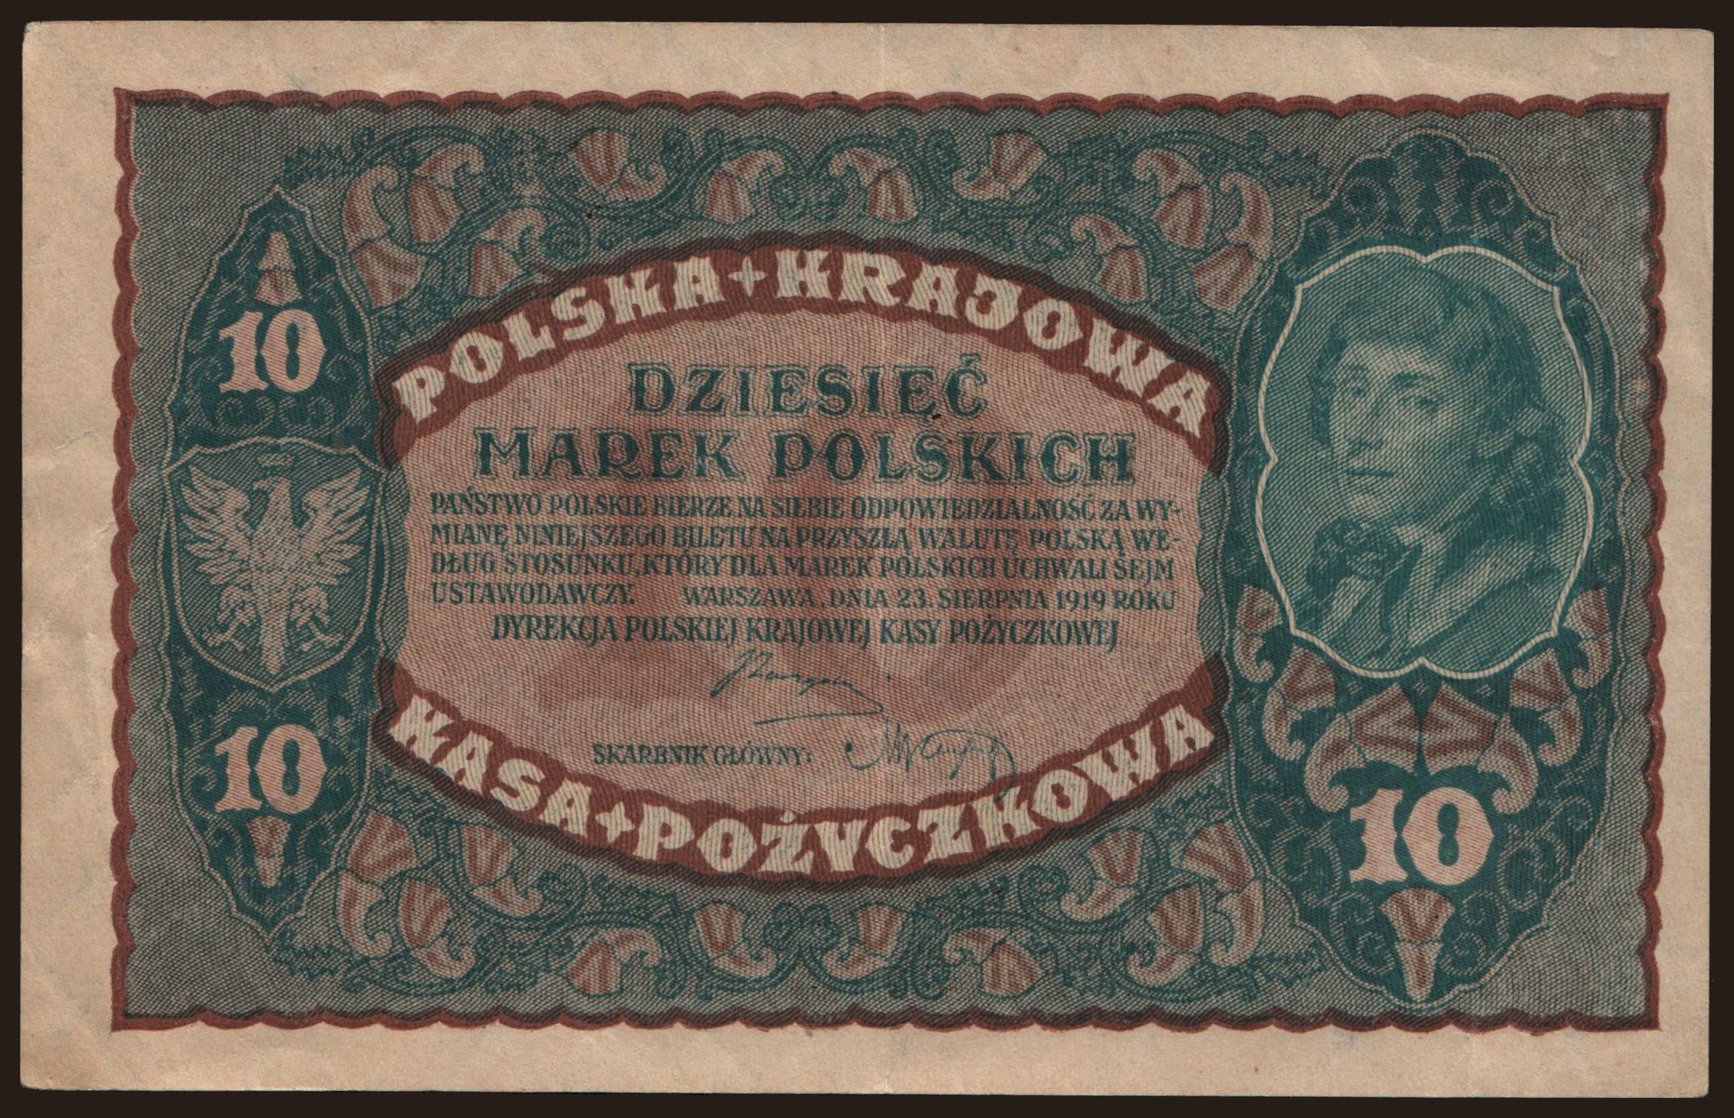 POLSKA+KRAJOWA
10
DZIESIĘĆ
MAREK POLSKICH
PAŃSTWO POLSKIE BIERZE NA SIEBIE ODPOWIEDZIALNOŚĆ ZA WY-
MIANĘ NINIEJSZEGO BILETU NA PRZYSZŁĄ WALUTĘ POLSKĄ WE-
DŁUG STOSUNKU, KTÓRY DLA MAREK POLSKICH UCHWALI SEJM
USTAWODAWCZY. WARSZAWA, DNIA 23. SIERPNIA 1919 ROKU
DYREKCJA POLSKIEJ KRAJOWEJ KASY POŻYCZKOWEJ
SKARBNIK GŁÓWNY:
10
10
KASA+POŻYCZKOWA